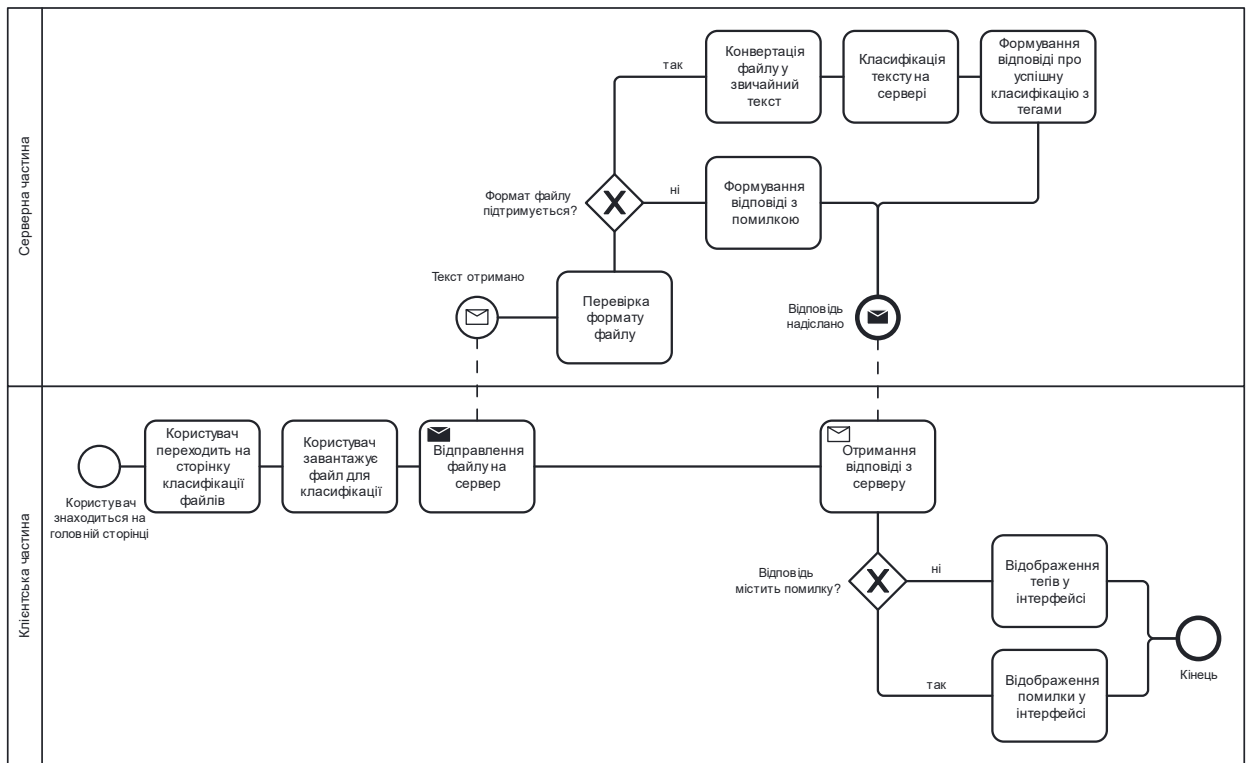 Серверна частина
так
Конвертація
файлу у
звичайний
текст
Класифікація
тексту на
сервері
Формування
відповіді про
успішну
класифікацію з
тегами
Формат файлу
підтримується?
X
ні
Формування
відповіді з
помилкою
Текст отримано
Перевірка
формату
файлу
Відповідь
надіслано
Клієнтська частина
Користувач
знаходиться на
головній сторінці
Користувач
переходить на
сторінку
класифікації
файлів
Користувач
завантажує
файл для
класифікації
Відправлення
файлу на
сервер
Отримання
відповіді з
серверу
Відповідь
містить помилку?
X
ні
Відображення
тегів у
інтерфейсі
так
Відображення
помилки у
інтерфейсі
Кінець